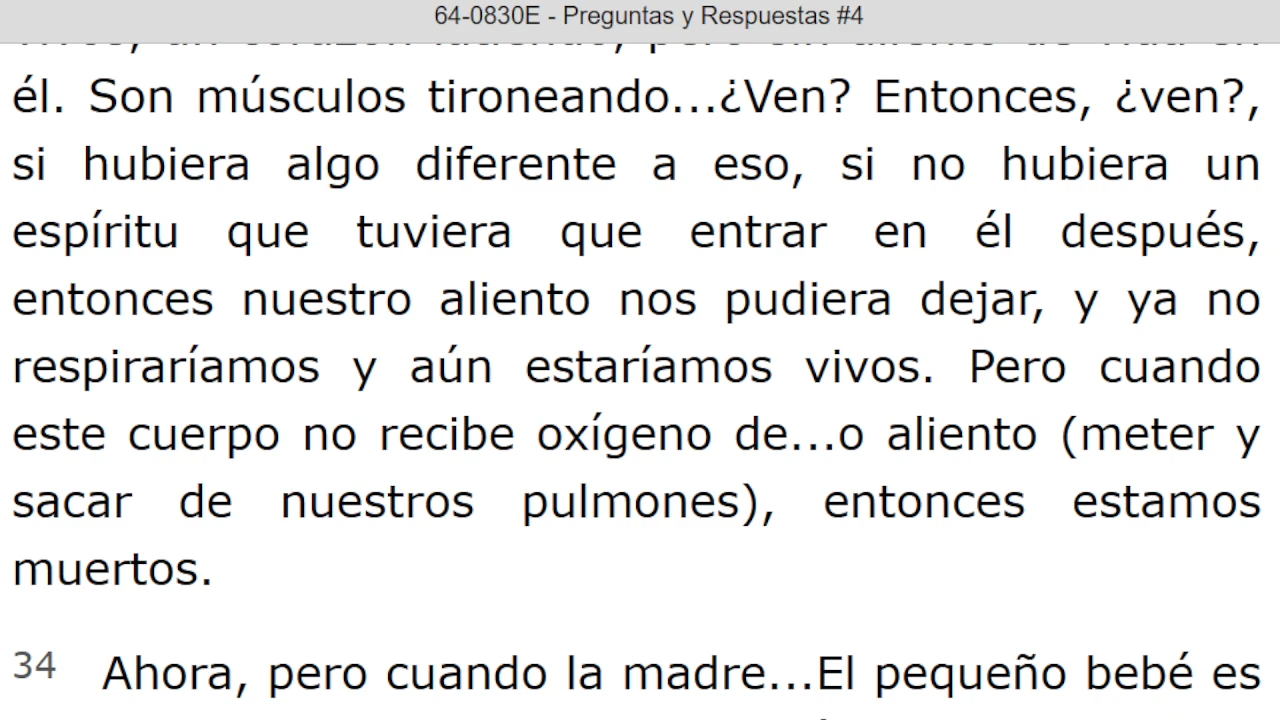 64-0830E - Preguntas y Respuestas #4
él. Son músculos tironeando...¿Ven? Entonces, ¿ven?,
si hubiera algo diferente a eso, si no hubiera un
espíritu que tuviera que entrar en él después,
entonces nuestro aliento nos pudiera dejar, y ya no
respiraríamos y aún estaríamos vivos. Pero cuando
este cuerpo no recibe oxígeno de...o aliento (meter y
sacar de nuestros pulmones), entonces estamos
muertos.
34 Ahora, pero cuando la madre...El pequeño bebé es